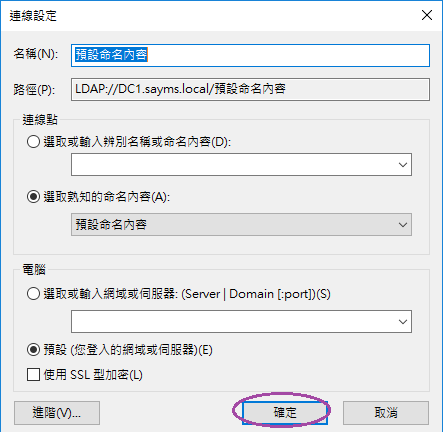 連線設定
名稱(N): 預設命名內容
路徑(P): LDAP://DC1.sayms.local/預設命名內容
連線點
選取或輸入辨別名稱或命名內容(D):
選取熟知的命名內容(A):
預設命名內容
電腦
選取或輸入網域或伺服器: (Server | Domain [:port])(S)
預設 (您登入的網域或伺服器)(E)
使用 SSL 型加密(L)
進階(V)... 確定 取消